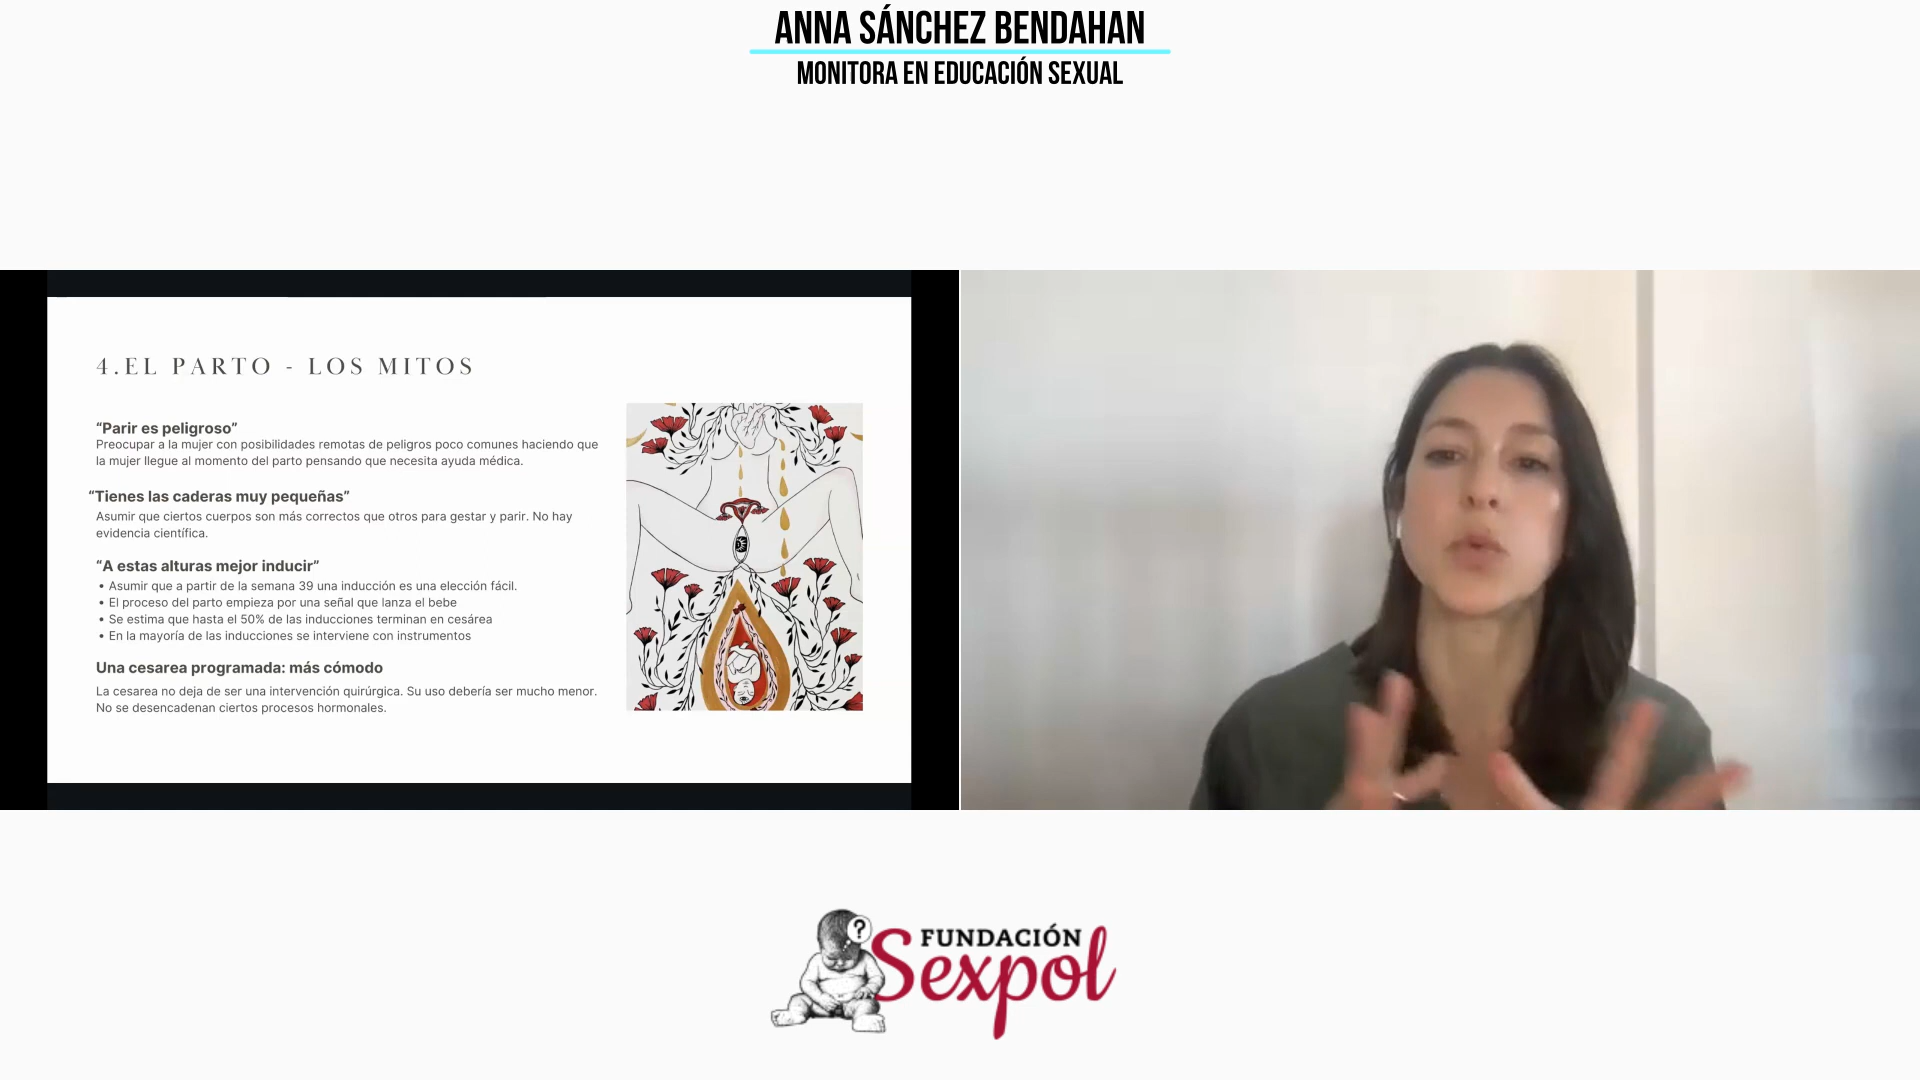 ANNA SÁNCHEZ BENDAHAN
MONITORA EN EDUCACIÓN SEXUAL
4.EL PARTO - LOS MITOS
“Parir es peligroso”
Preocupar a la mujer con posibilidades remotas de peligros poco comunes haciendo que
la mujer llegue al momento del parto pensando que necesita ayuda médica.
“Tienes las caderas muy pequeñas”
Asumir que ciertos cuerpos son más correctos que otros para gestar y parir. No hay
evidencia científica.
“A estas alturas mejor inducir”
• Asumir que a partir de la semana 39 una inducción es una elección fácil.
• El proceso del parto empieza por una señal que lanza el bebe
• Se estima que hasta el 50% de las inducciones terminan en cesárea
• En la mayoría de las inducciones se interviene con instrumentos
Una cesarea programada: más cómodo
La cesarea no deja de ser una intervención quirúrgica. Su uso debería ser mucho menor.
No se desencadenan ciertos procesos hormonales.
?
FUNDACIÓN
Sexpol